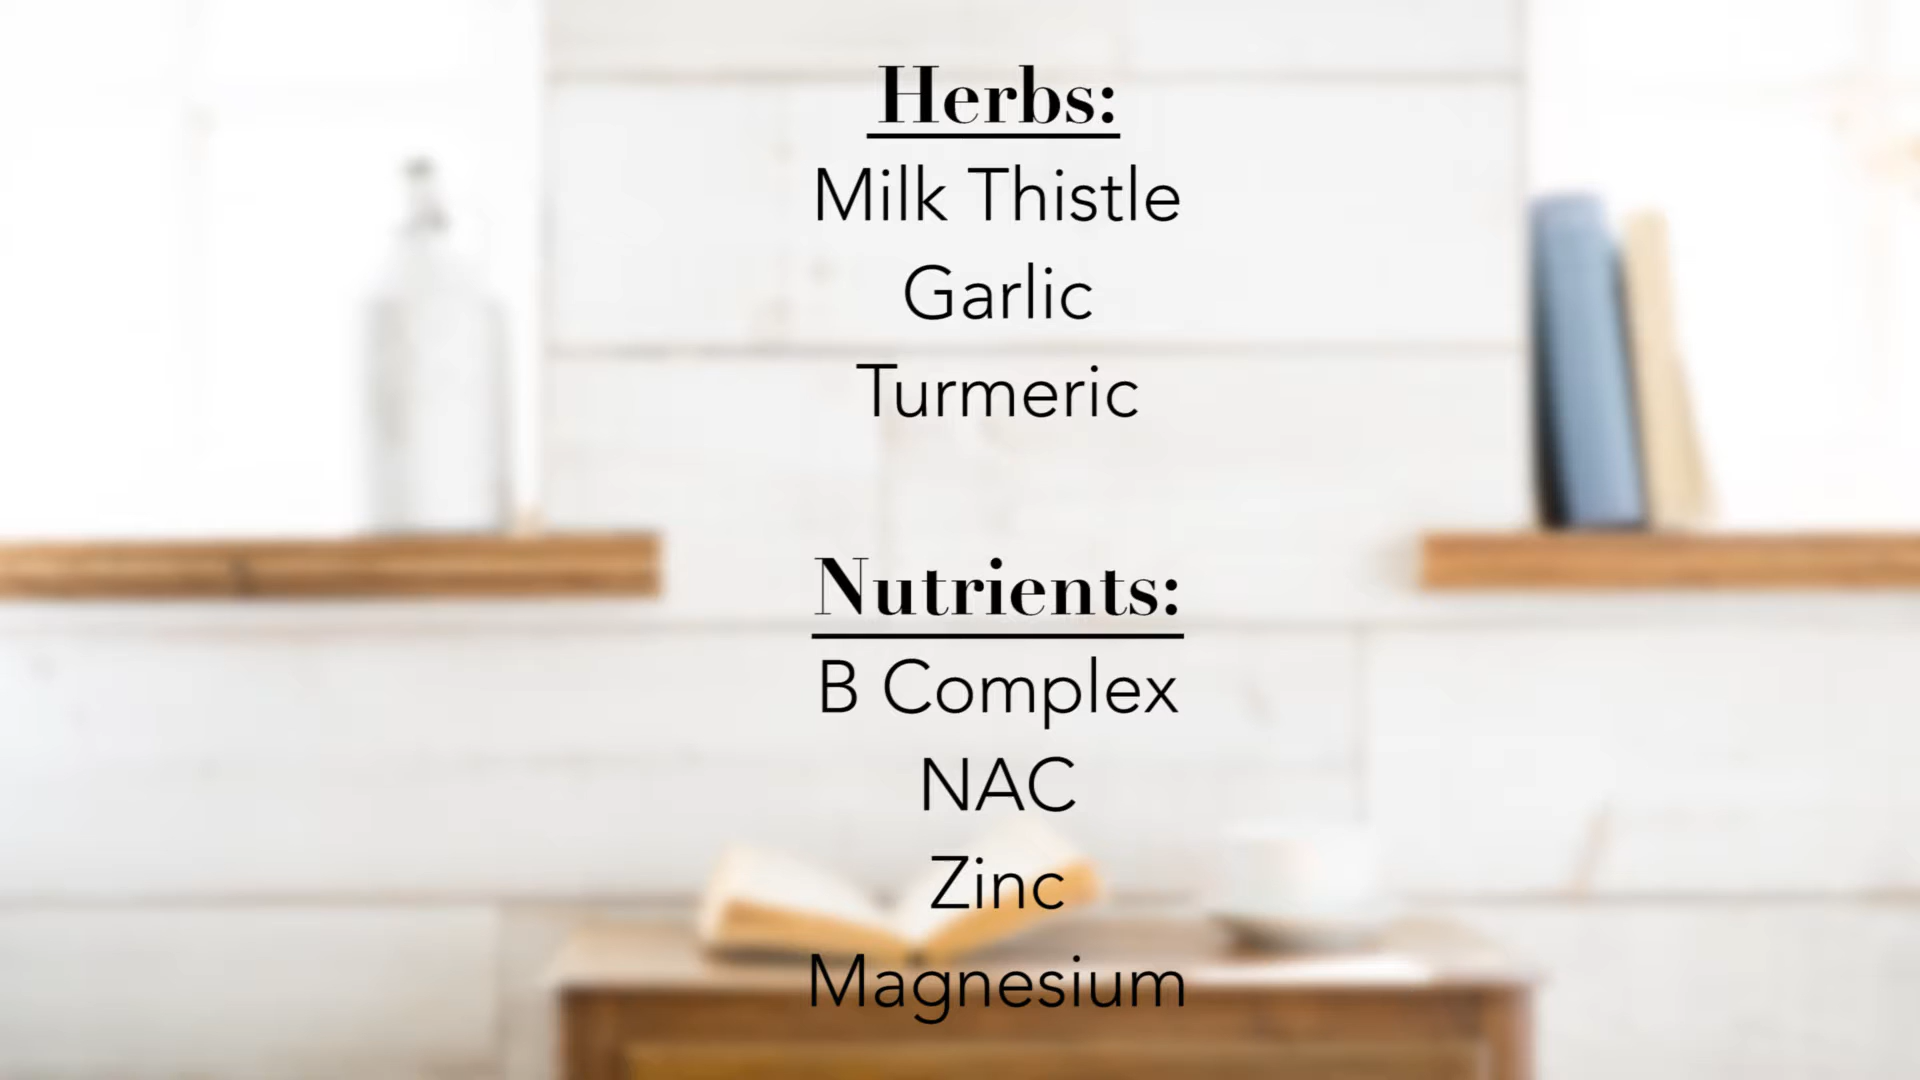 Herbs:
Milk Thistle
Garlic
Turmeric
Nutrients:
B Complex
NAC
Zinc
Magnesium